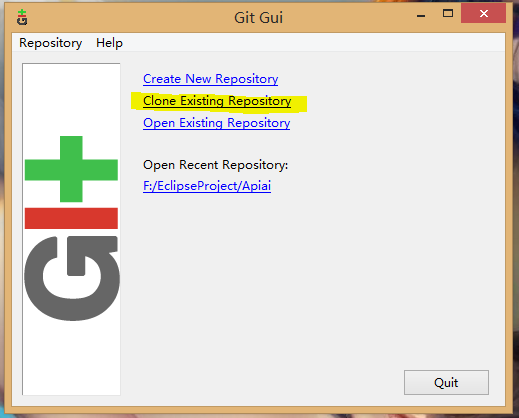 Git Gui
Repository Help
Create New Repository
Clone Existing Repository
Open Existing Repository
Open Recent Repository:
F:/EclipseProject/Apiai
GIt
Quit